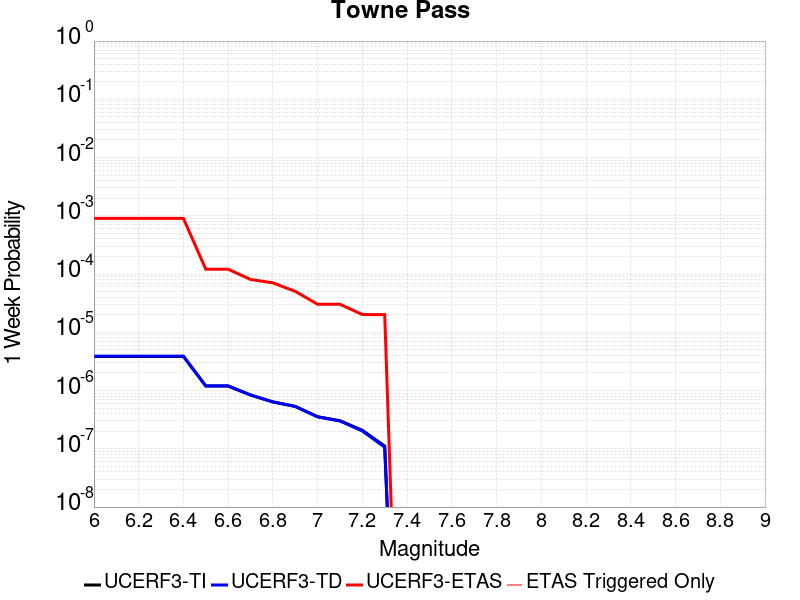 Towne Pass
10^0
10^-1
10^-2
10^-3
10^-4
10^-5
10^-6
10^-7
10^-8
1 Week Probability
6 6.2 6.4 6.6 6.8 7 7.2 7.4 7.6 7.8 8 8.2 8.4 8.6 8.8 9
Magnitude
UCERF3-TI UCERF3-TD UCERF3-ETAS ETAS Triggered Only